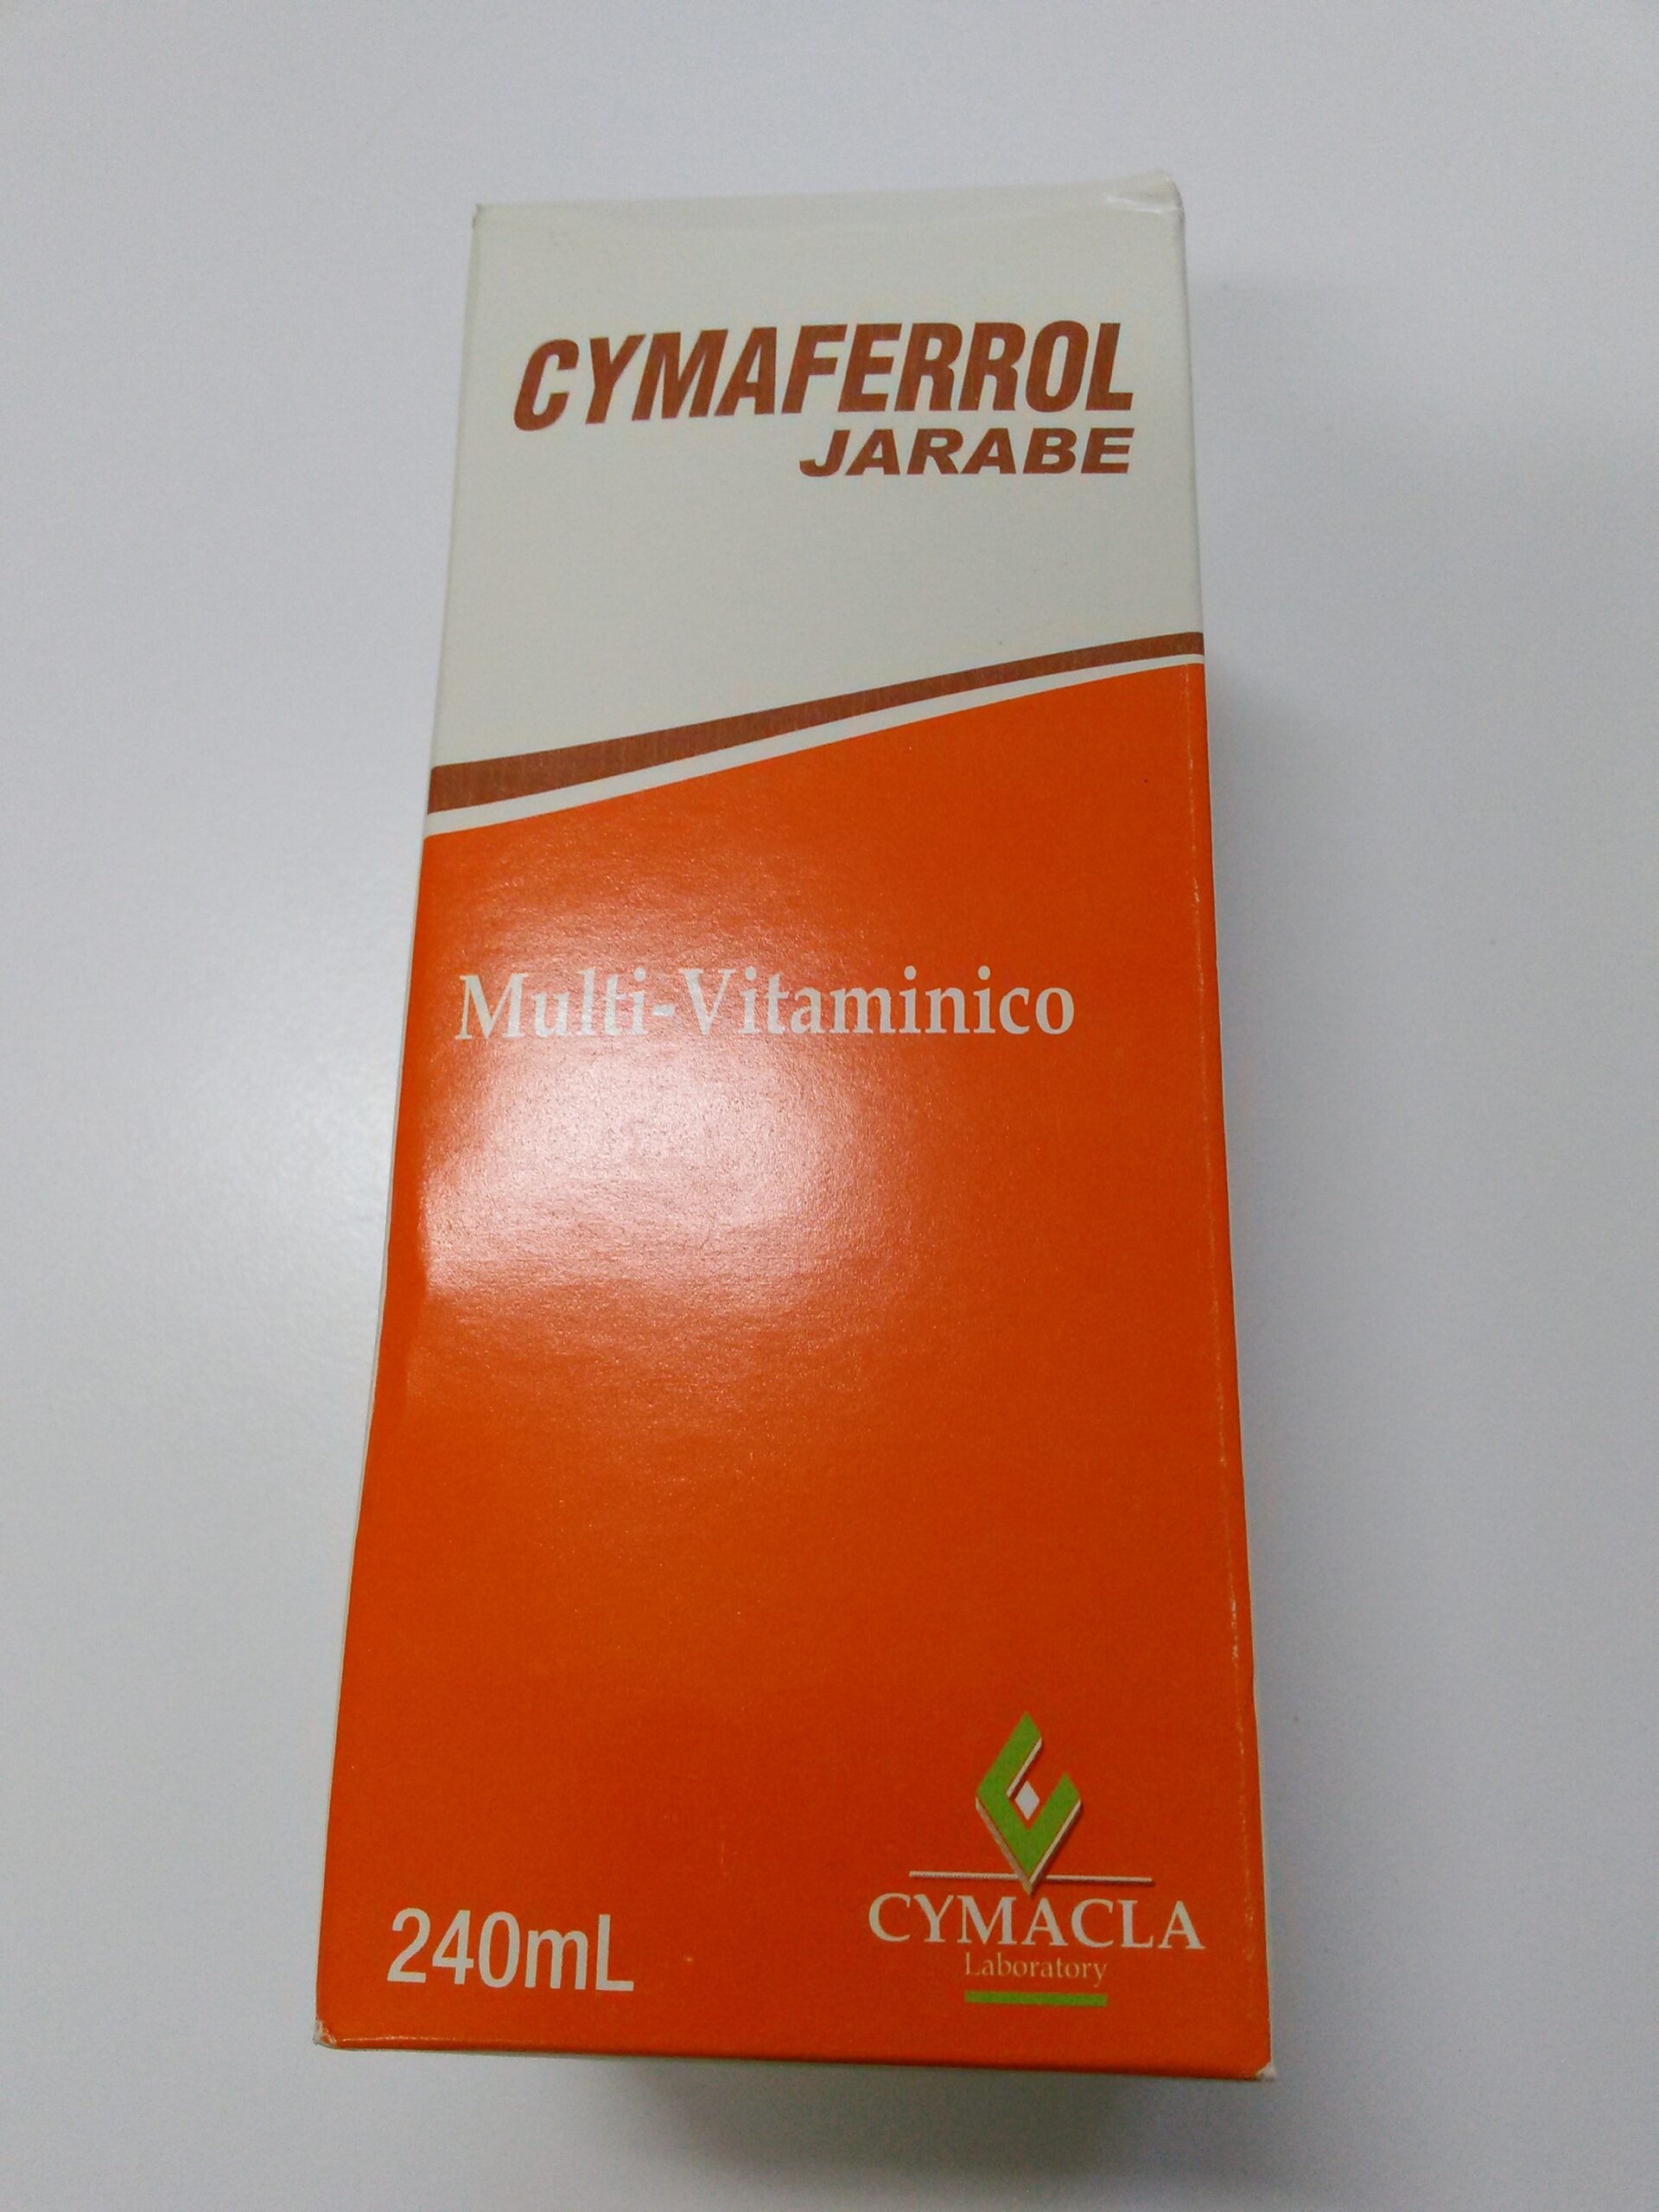 CYMAFERROL
JARABE
Multi-Vitaminico
240mL
CYMACLA
Laboratory